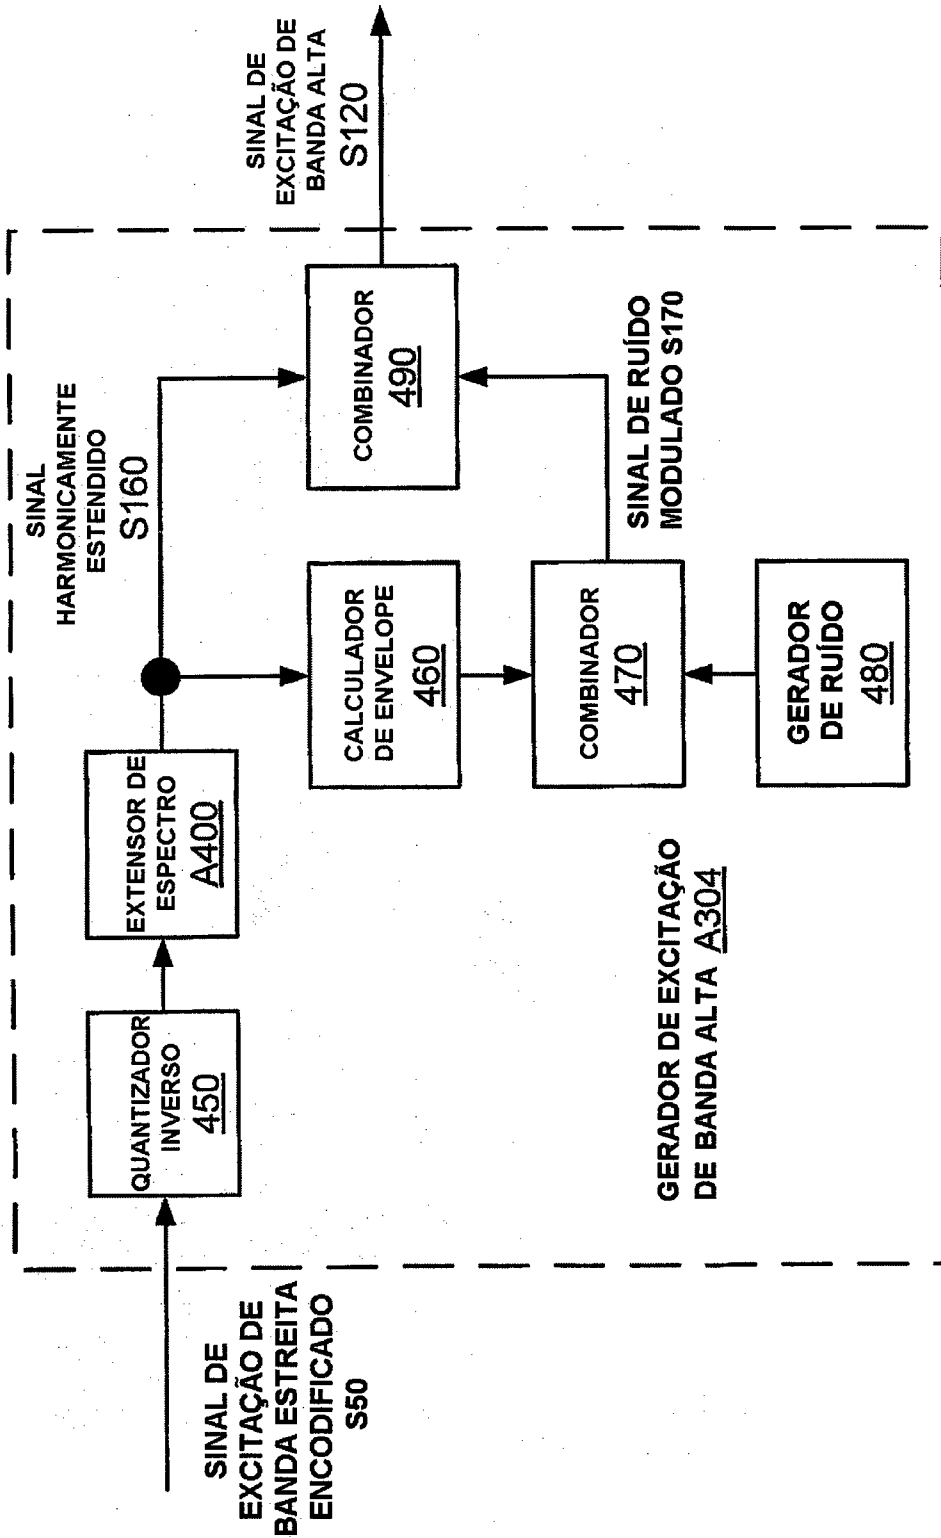 SINAL DE
EXCITAÇÃO DE
BANDA ESTREITA
ENCODIFICADO
S50
QUANTIZADOR
INVERSO
450
EXTENSOR DE
ESPECTRO
A400
SINAL
HARMONICAMENTE
ESTENDIDO
S160
CALCULADOR
DE ENVELOPE
460
COMBINADOR
470
GERADOR
DE RUÍDO
480
SINAL DE RUÍDO
MODULADO S170
COMBINADOR
490
SINAL DE
EXCITAÇÃO DE
BANDA ALTA
S120
GERADOR DE EXCITAÇÃO
DE BANDA ALTA A304